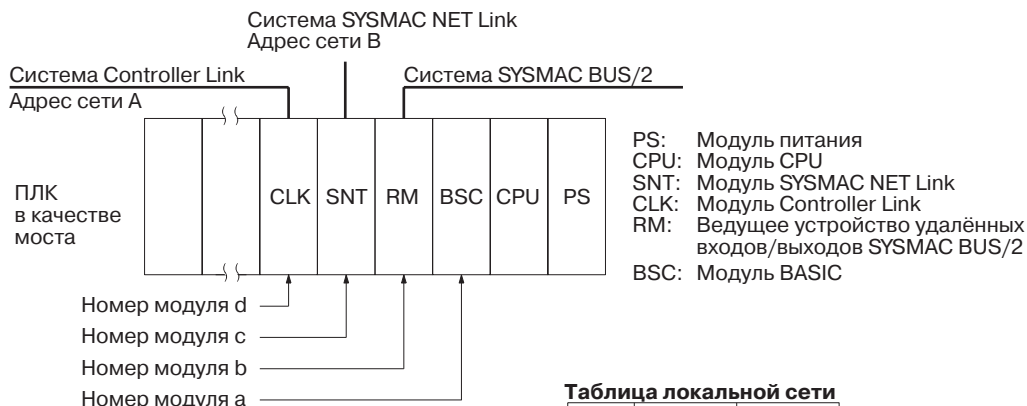 Система SYSMAC NET Link
Адрес сети B
Система Controller Link
Система SYSMAC BUS/2
Адрес сети A
ПЛК
в качестве
моста
CLK SNT RM BSC CPU PS
PS: Модуль питания
CPU: Модуль CPU
SNT: Модуль SYSMAC NET Link
CLK: Модуль Controller Link
RM: Ведущее устройство удалённых
входов/выходов SYSMAC BUS/2
BSC: Модуль BASIC
Номер модуля d
Номер модуля c
Номер модуля b
Номер модуля a
Таблица локальной сети